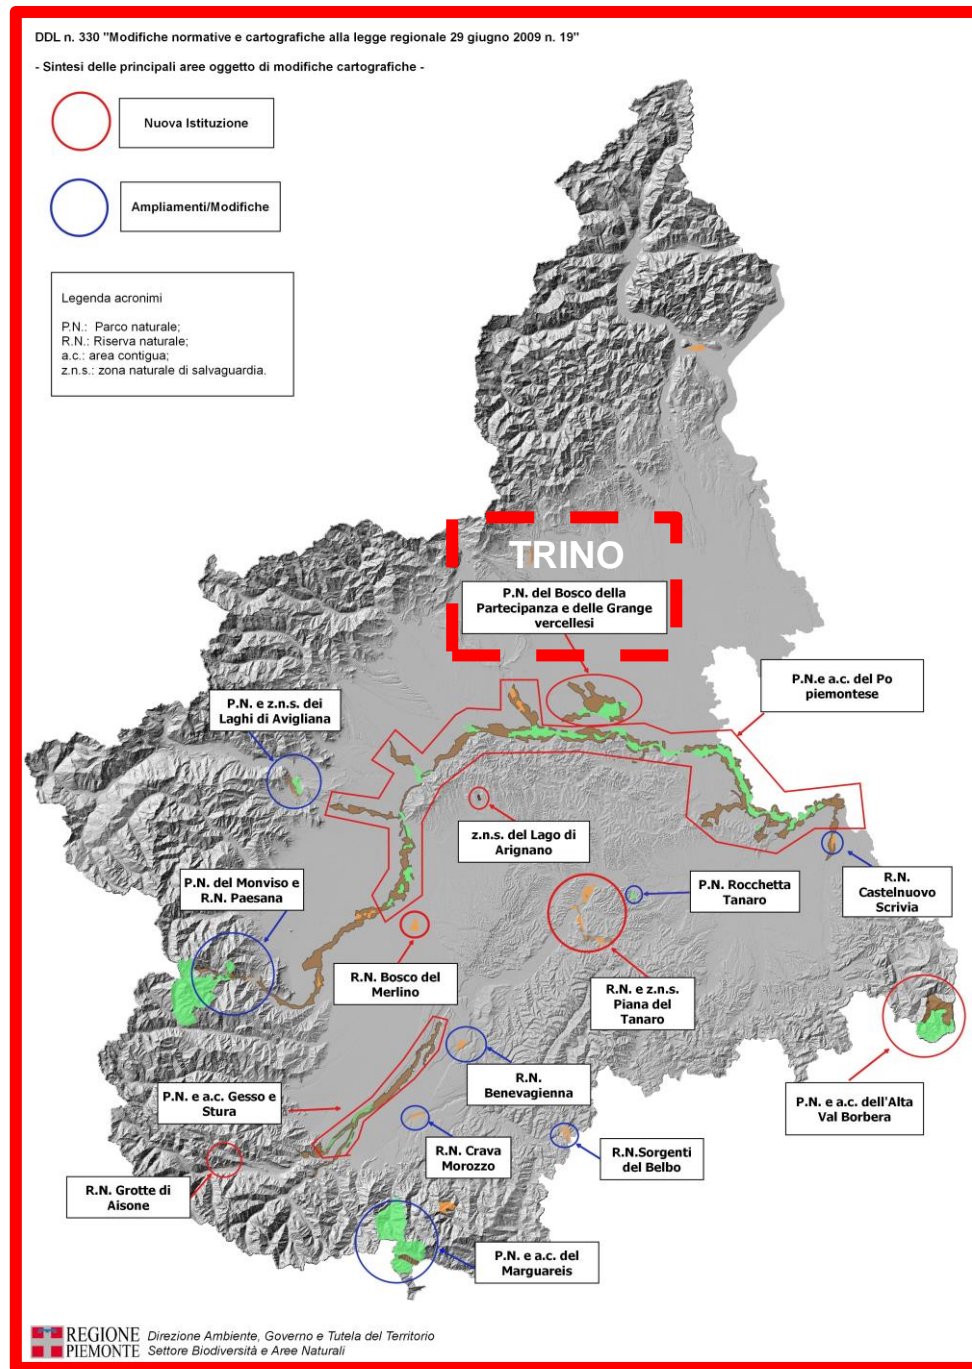 DDL n. 330 "Modifiche normative e cartografiche alla legge regionale 29 giugno 2009 n. 19"
- Sintesi delle principali aree oggetto di modifiche cartografiche -
Nuova Istituzione
Ampliamenti/Modifiche
Legenda acronimi
P.N.: Parco naturale;
R.N.: Riserva naturale;
a.c.: area contigua;
z.n.s.: zona naturale di salvaguardia.
TRINO
P.N. del Bosco della
Partecipanza e delle Grange
vercellesi
P.N.e a.c. del Po
piemontese
P.N. e z.n.s. dei
Laghi di Avigliana
z.n.s. del Lago di
Arignano
P.N. del Monviso e
R.N. Paesana
P.N. Rocchetta
Tanaro
R.N.
Castelnuovo
Scrivia
R.N. Bosco del
Merlino
R.N. e z.n.s.
Piana del
Tanaro
R.N.
Benevagienna
P.N. e a.c. Gesso e
Stura
P.N. e a.c. dell'Alta
Val Borbera
R.N. Crava
Morozzo
R.N.Sorgenti
del Belbo
R.N. Grotte di
Aisone
P.N. e a.c. del
Marguareis
REGIONE
PIEMONTE
Direzione Ambiente, Governo e Tutela del Territorio
Settore Biodiversità e Aree Naturali